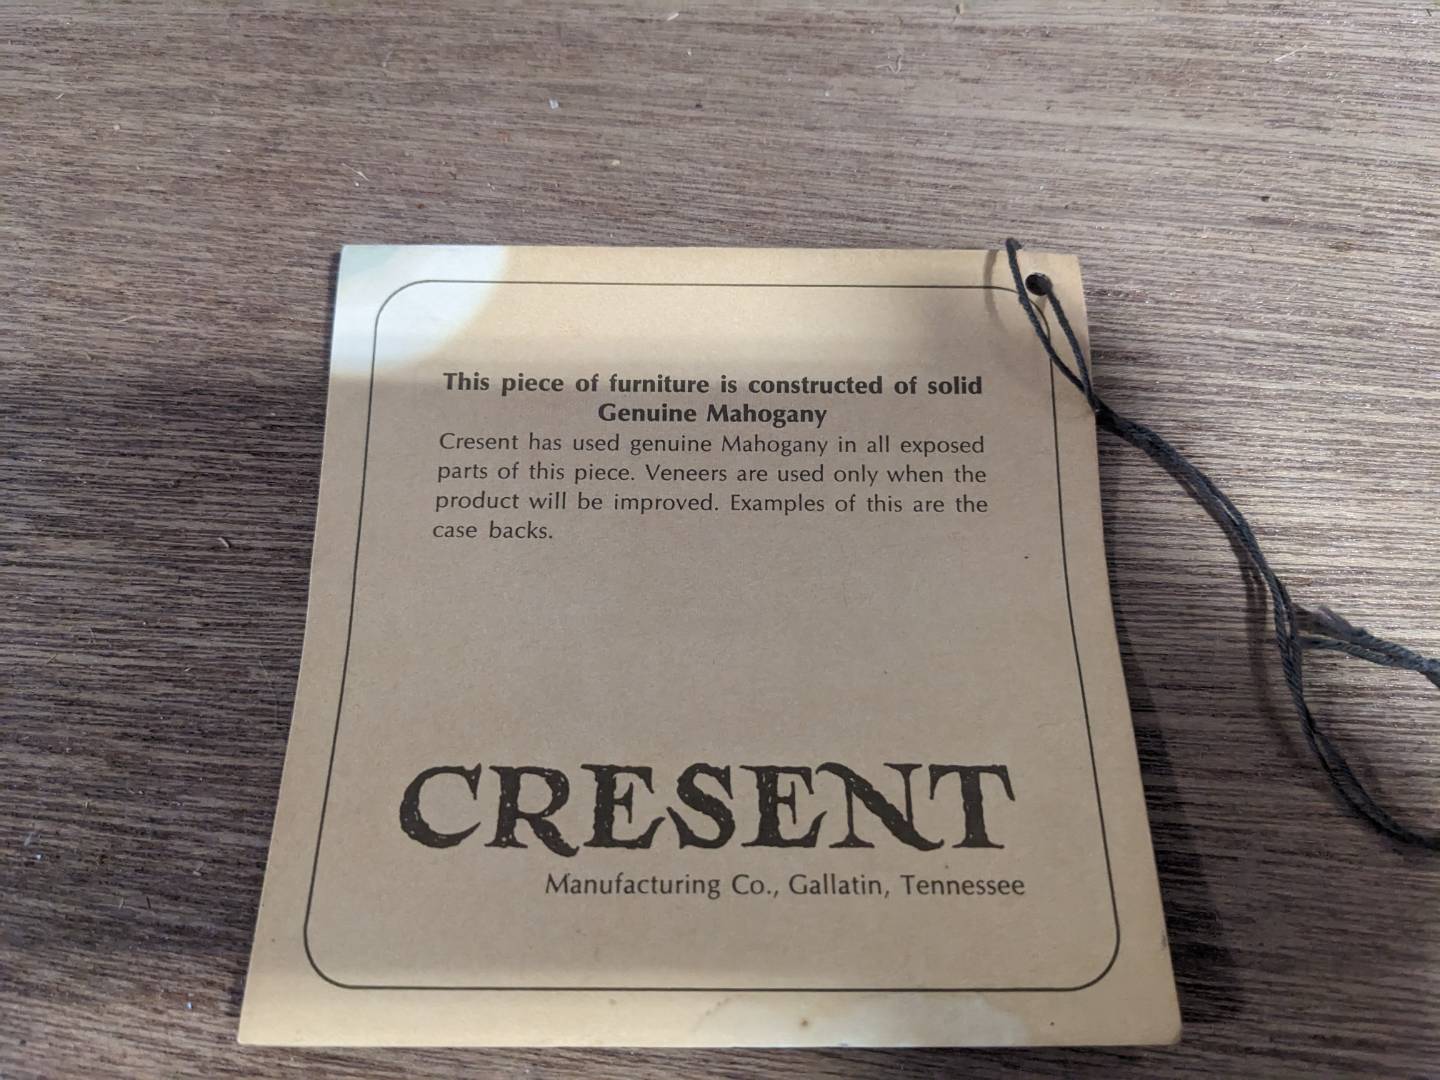 This piece of furniture is constructed of solid
Genuine Mahogany
Cresent has used genuine Mahogany in all exposed
parts of this piece. Veneers are used only when the
product will be improved. Examples of this are the
case backs.
CRESENT
Manufacturing Co., Gallatin, Tennessee